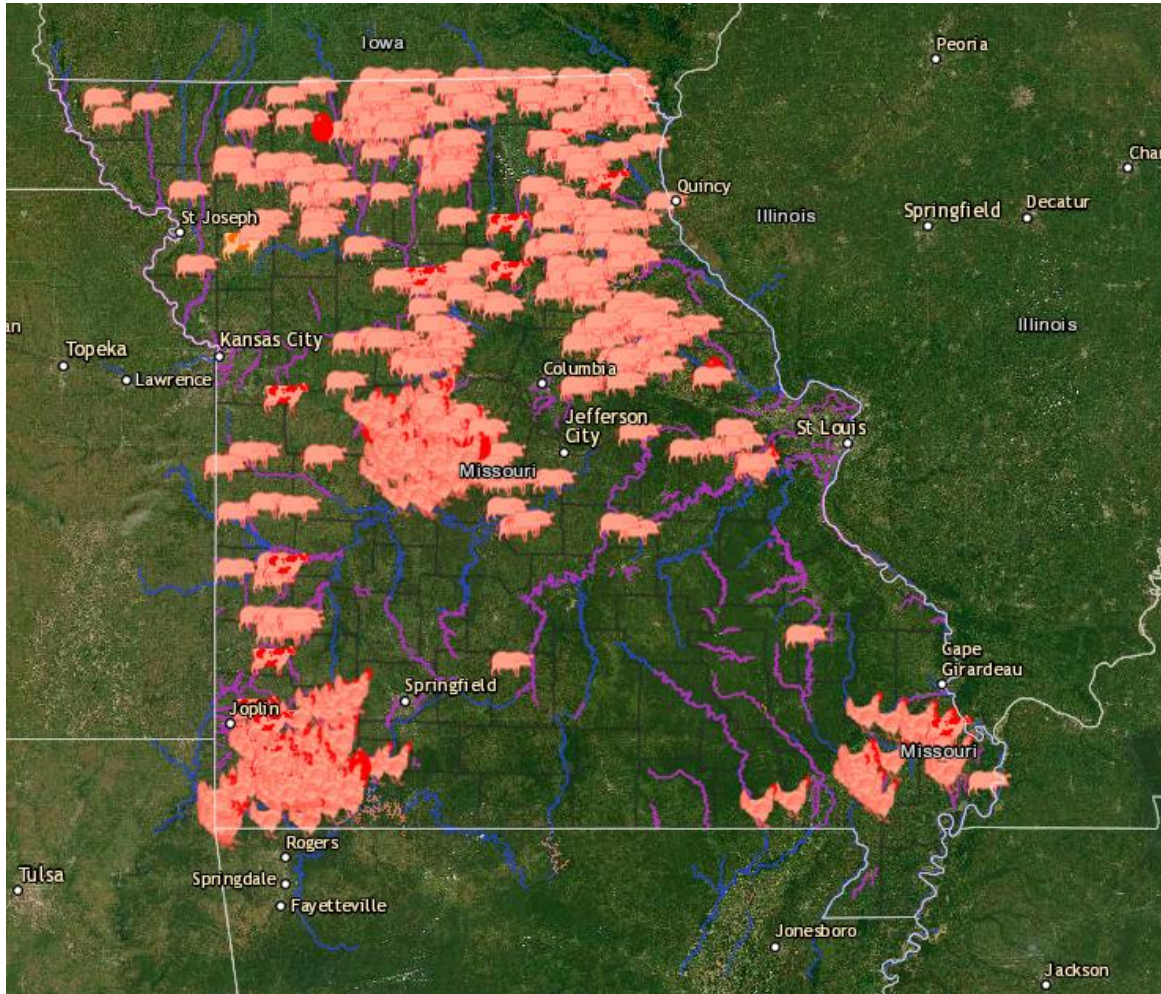 Iowa
Peoria
Quincy
Illinois
Springfield
Decatur
St Joseph
Illinois
Topeka
Kansas City
Lawrence
Columbia
Jefferson
City
St Louis
Missouri
Cape
Girardeau
Springfield
Joplin
Missouri
Rogers
Tulsa
Springdale
Fayetteville
Jonesboro
Jackson